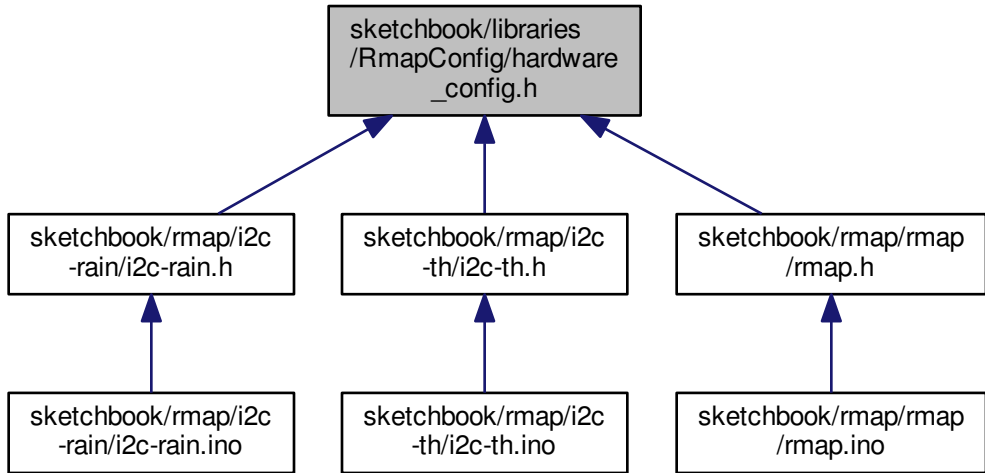 sketchbook/libraries
/RmapConfig/hardware
_config.h
sketchbook/rmap/i2c
-rain/i2c-rain.h
sketchbook/rmap/i2c
-th/i2c-th.h
sketchbook/rmap/rmap
/rmap.h
sketchbook/rmap/i2c
-rain/i2c-rain.ino
sketchbook/rmap/i2c
-th/i2c-th.ino
sketchbook/rmap/rmap
/rmap.ino